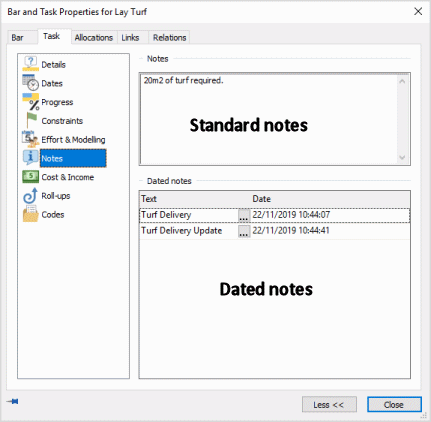 Bar and Task Properties for Lay Turf
Bar Task Allocations Links Relations
Details
Dates
Progress
Constraints
Effort & Modelling
Notes
Cost & Income
Roll-ups
Codes
Notes
20m2 of turf required.
Standard notes
Dated notes
Text Date
Turf Delivery ... 22/11/2019 10:44:07
Turf Delivery Update ... 22/11/2019 10:44:41
Dated notes
Less << Close